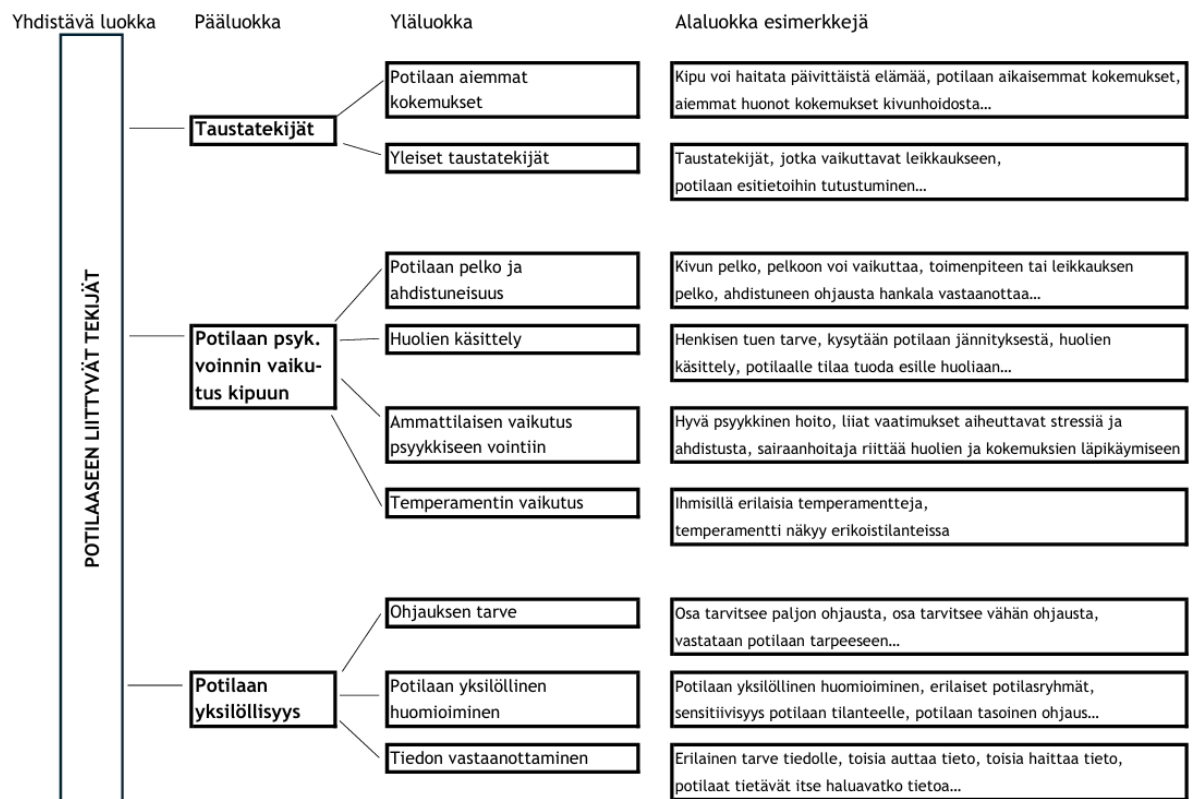 Yhdistävä luokka Pääluokka Yläluokka Alaluokka esimerkkejä
POTILAASEEN LIITTYVÄT TEKIJÄT
Taustatekijät
Potilaan aiemmat
kokemukset
Kipu voi haitata päivittäistä elämää, potilaan aikaisemmat kokemukset,
aiemmat huonot kokemukset kivunhoidosta…
Yleiset taustatekijät
Taustatekijät, jotka vaikuttavat leikkaukseen,
potilaan esitietoihin tutustuminen…
Potilaan psyk.
voinnin vaiku-
tus kipuun
Potilaan pelko ja
ahdistuneisuus
Kivun pelko, pelkoon voi vaikuttaa, toimenpiteen tai leikkauksen
pelko, ahdistuneen ohjausta hankala vastaanottaa…
Huolien käsittely
Henkisen tuen tarve, kysytään potilaan jännityksestä, huolien
käsittely, potilaalle tilaa tuoda esille huoliaan…
Ammattilaisen vaikutus
psyykkiseen vointiin
Hyvä psyykkinen hoito, liiat vaatimukset aiheuttavat stressiä ja
ahdistusta, sairaanhoitaja riittää huolien ja kokemuksien läpikäymiseen
Temperamentin vaikutus
Ihmisillä erilaisia temperamentteja,
temperamentti näkyy erikoistilanteissa
Potilaan
yksilöllisyys
Ohjauksen tarve
Osa tarvitsee paljon ohjausta, osa tarvitsee vähän ohjausta,
vastataan potilaan tarpeeseen…
Potilaan yksilöllinen
huomioiminen
Potilaan yksilöllinen huomioiminen, erilaiset potilasryhmät,
sensitiivisyys potilaan tilanteelle, potilaan tasoinen ohjaus…
Tiedon vastaanottaminen
Erilainen tarve tiedolle, toisia auttaa tieto, toisia haittaa tieto,
potilaat tietävät itse haluavatko tietoa…